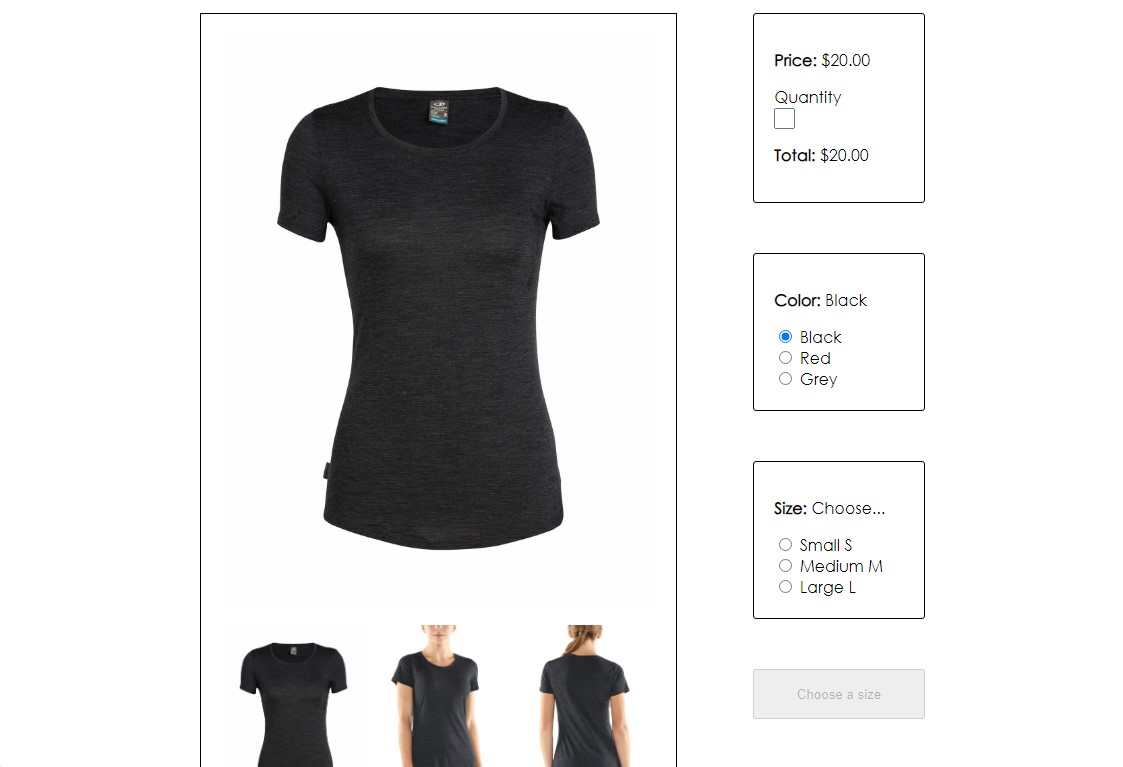 Price: $20.00
Quantity
Total: $20.00
Color: Black
Black
Red
Grey
Size: Choose...
Small S
Medium M
Large L
Choose a size